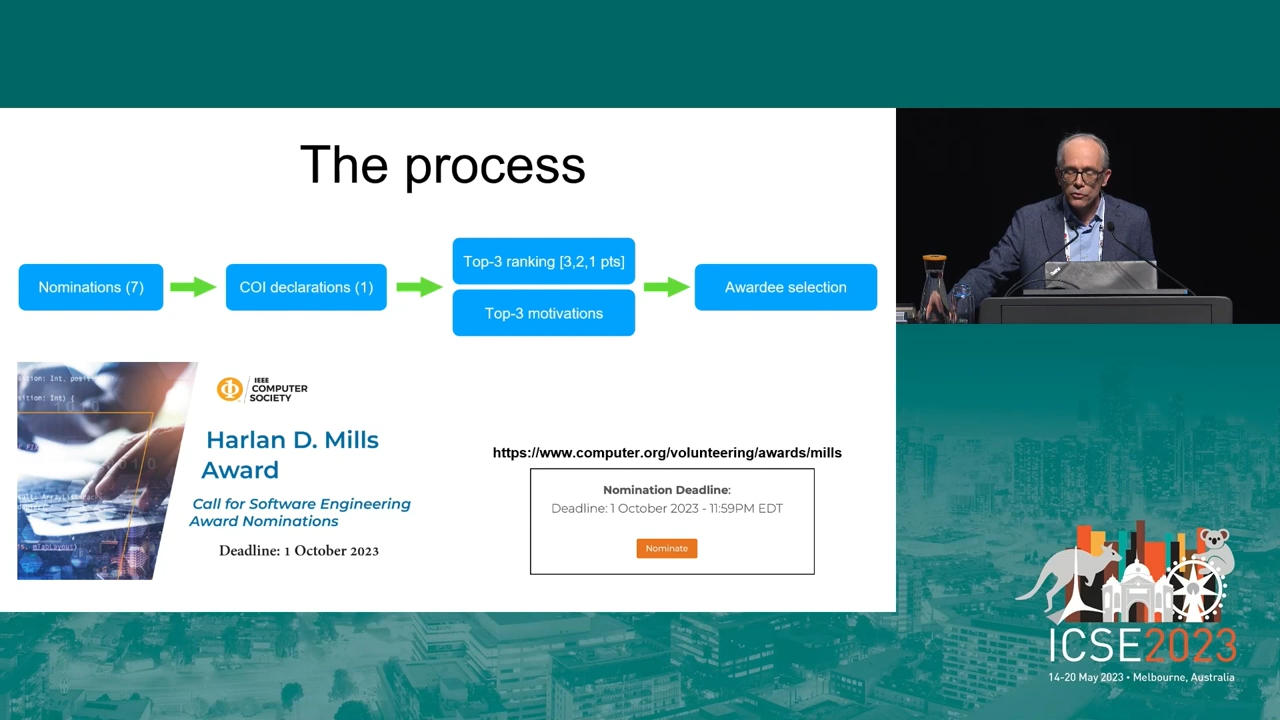 The process
Nominations (7)
COI declarations (1)
Top-3 ranking [3,2,1 pts]
Top-3 motivations
Awardee selection
IEEE
COMPUTER
SOCIETY
Harlan D. Mills
Award
Call for Software Engineering
Award Nominations
Deadline: 1 October 2023
https://www.computer.org/volunteering/awards/mills
Nomination Deadline:
Deadline: 1 October 2023 - 11:59PM EDT
Nominate
ICSE2023
14-20 May 2023 • Melbourne, Australia